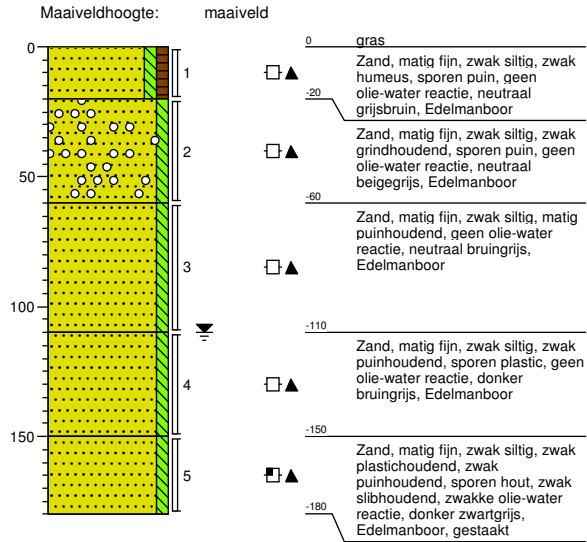 Maaiveldhoogte: maaiveld
0
50
100
150
1
2
3
4
5
0 gras
Zand, matig fijn, zwak siltig, zwak
humeus, sporen puin, geen
olie-water reactie, neutraal
grijsbruin, Edelmanboor
-20
Zand, matig fijn, zwak siltig, zwak
grindhoudend, sporen puin, geen
olie-water reactie, neutraal
beigegrijs, Edelmanboor
-60
Zand, matig fijn, zwak siltig, matig
puinhoudend, geen olie-water
reactie, neutraal bruingrijs,
Edelmanboor
-110
Zand, matig fijn, zwak siltig, zwak
puinhoudend, sporen plastic, geen
olie-water reactie, donker
bruingrijs, Edelmanboor
-150
Zand, matig fijn, zwak siltig, zwak
plastichoudend, zwak
puinhoudend, sporen hout, zwak
slibhoudend, zwakke olie-water
reactie, donker zwartgrijs,
Edelmanboor, gestaakt
-180